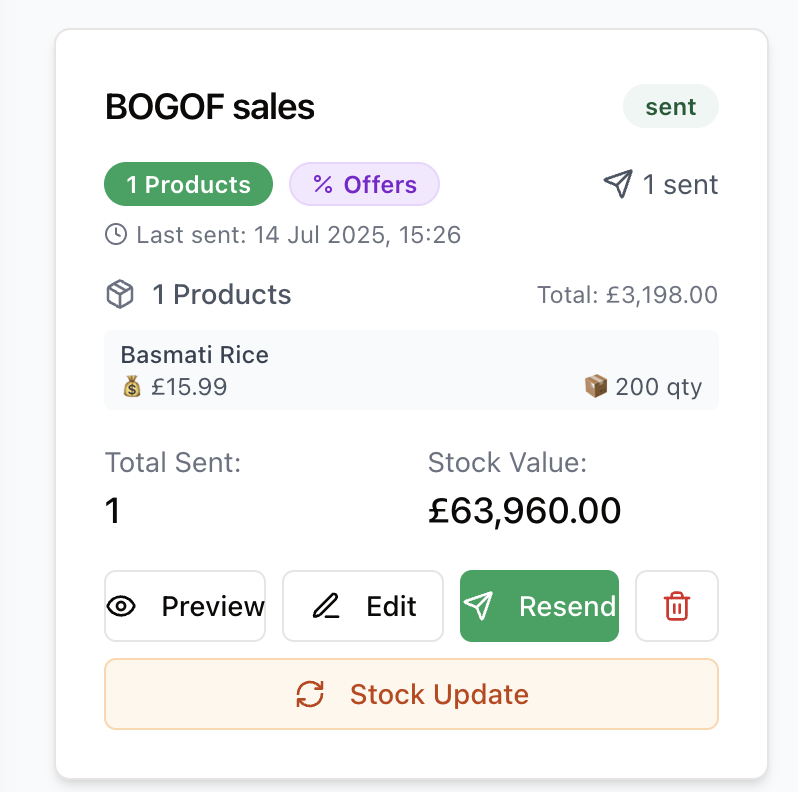 BOGOF sales
sent
1 Products
% Offers
1 sent
Last sent: 14 Jul 2025, 15:26
1 Products
Total: £3,198.00
Basmati Rice
£15.99
200 qty
Total Sent:
Stock Value:
1
£63,960.00
Preview
Edit
Resend
Stock Update